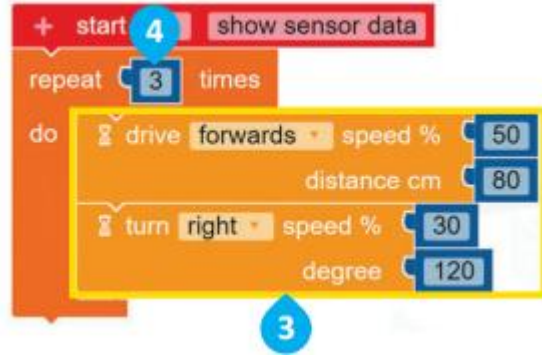 + start show sensor data
4
repeat 3 times
do drive forwards speed % 50
distance cm 80
turn right speed % 30
degree 120
3